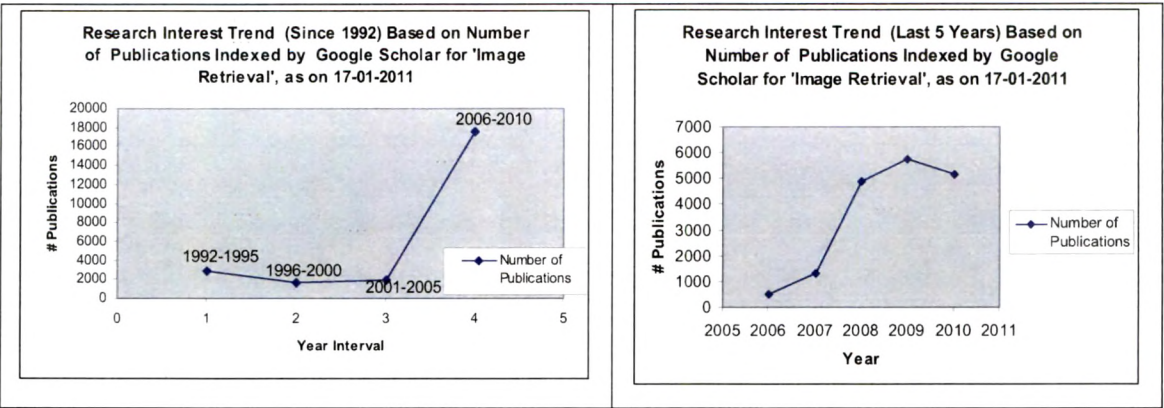 Research Interest Trend (Since 1992) Based on Number
of Publications Indexed by Google Scholar for 'Image
Retrieval', as on 17-01-2011
20000
18000
16000
14000
12000
10000
8000
6000
4000
2000
0
# Publications
1992-1995
1996-2000
2001-2005
2006-2010
Number of
Publications
0 1 2 3 4 5
Year Interval
Research Interest Trend (Last 5 Years) Based on
Number of Publications Indexed by Google
Scholar for 'Image Retrieval', as on 17-01-2011
7000
6000
5000
4000
3000
2000
1000
0
# Publications
Number of
Publications
2005 2006 2007 2008 2009 2010 2011
Year